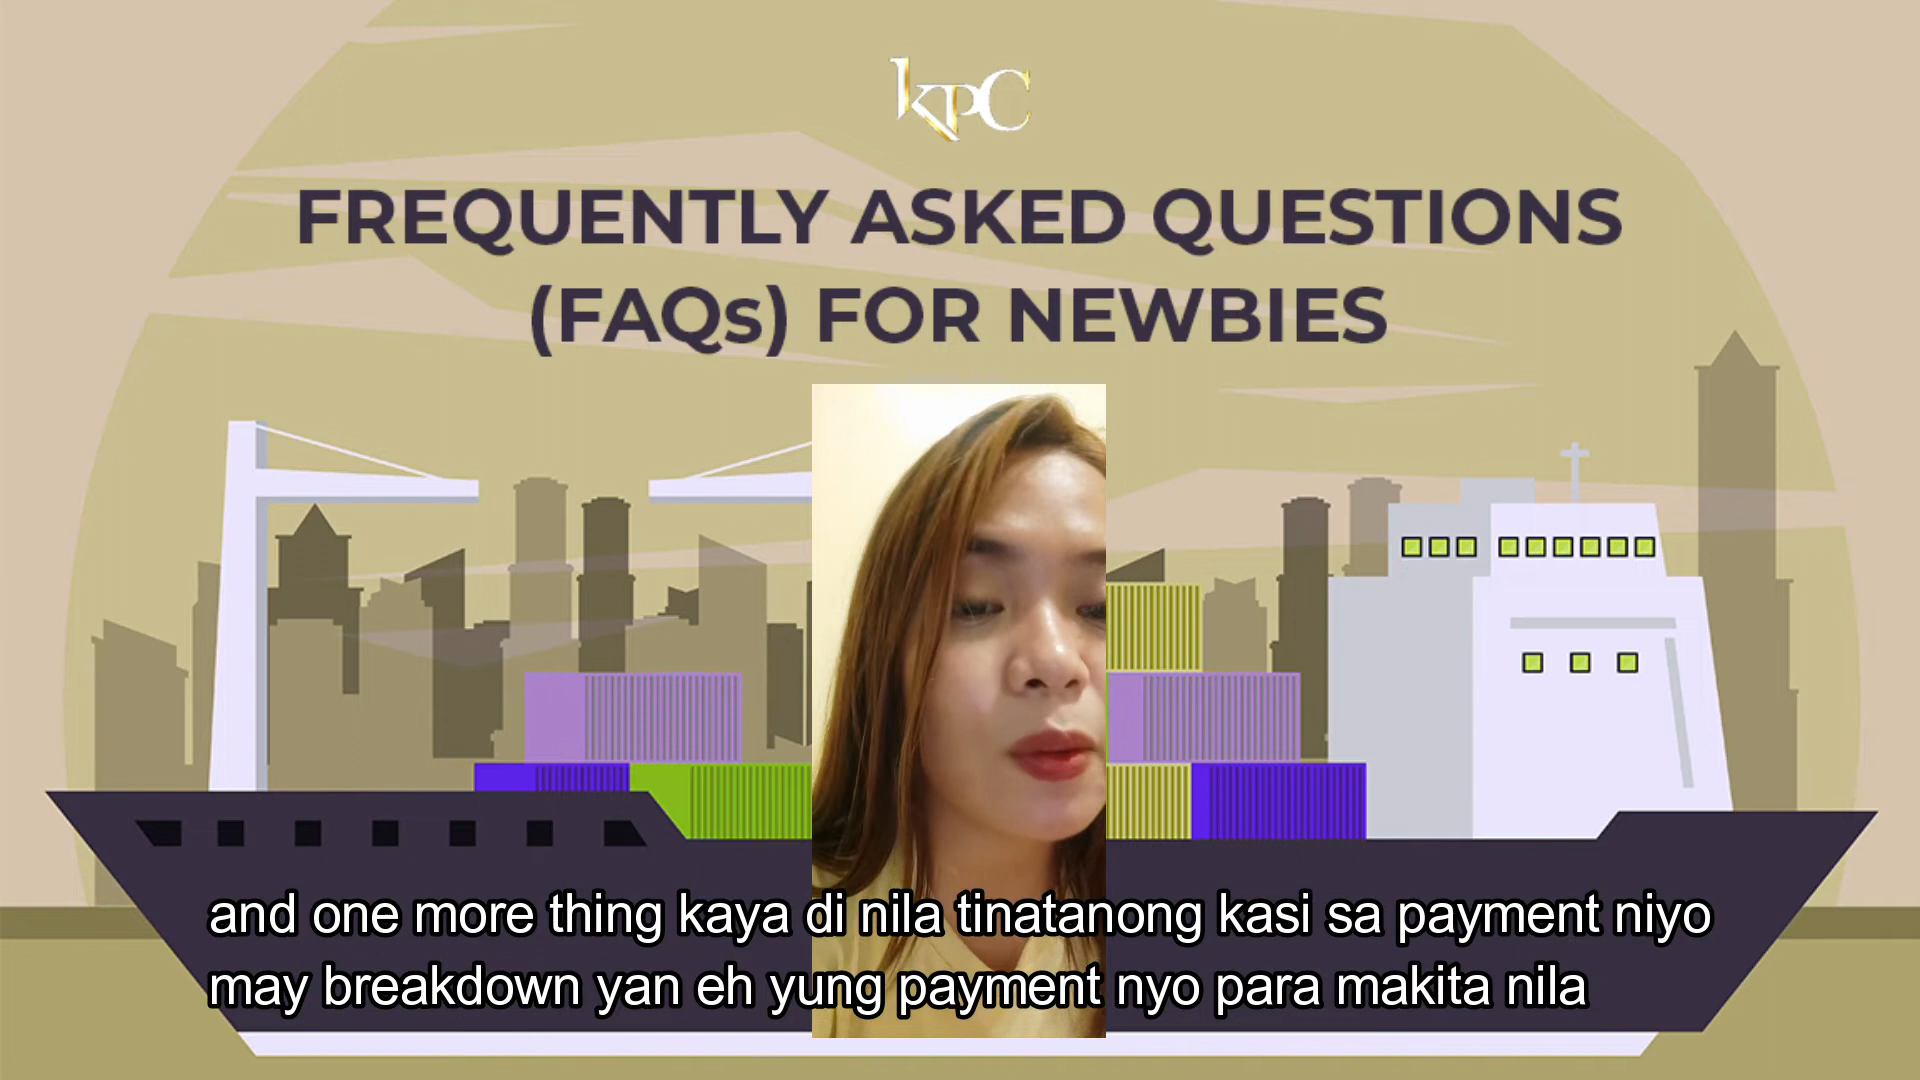 KPC
FREQUENTLY ASKED QUESTIONS
(FAQs) FOR NEWBIES
and one more thing kaya di nila tinatanong kasi sa payment niyo
may breakdown yan eh yung payment nyo para makita nila